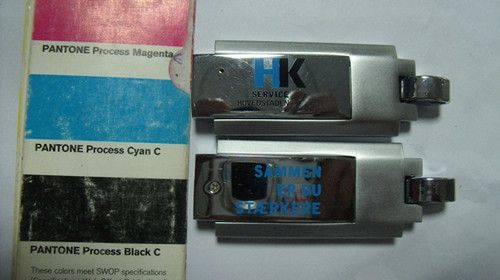 PANTONE Process Magenta
PANTONE Process Cyan C
PANTONE Process Black C
These colors meet SWOP specifications
HK
SERVICE
HOVEDSTADEN
SAMMEN
ER DU
STÆRKERE